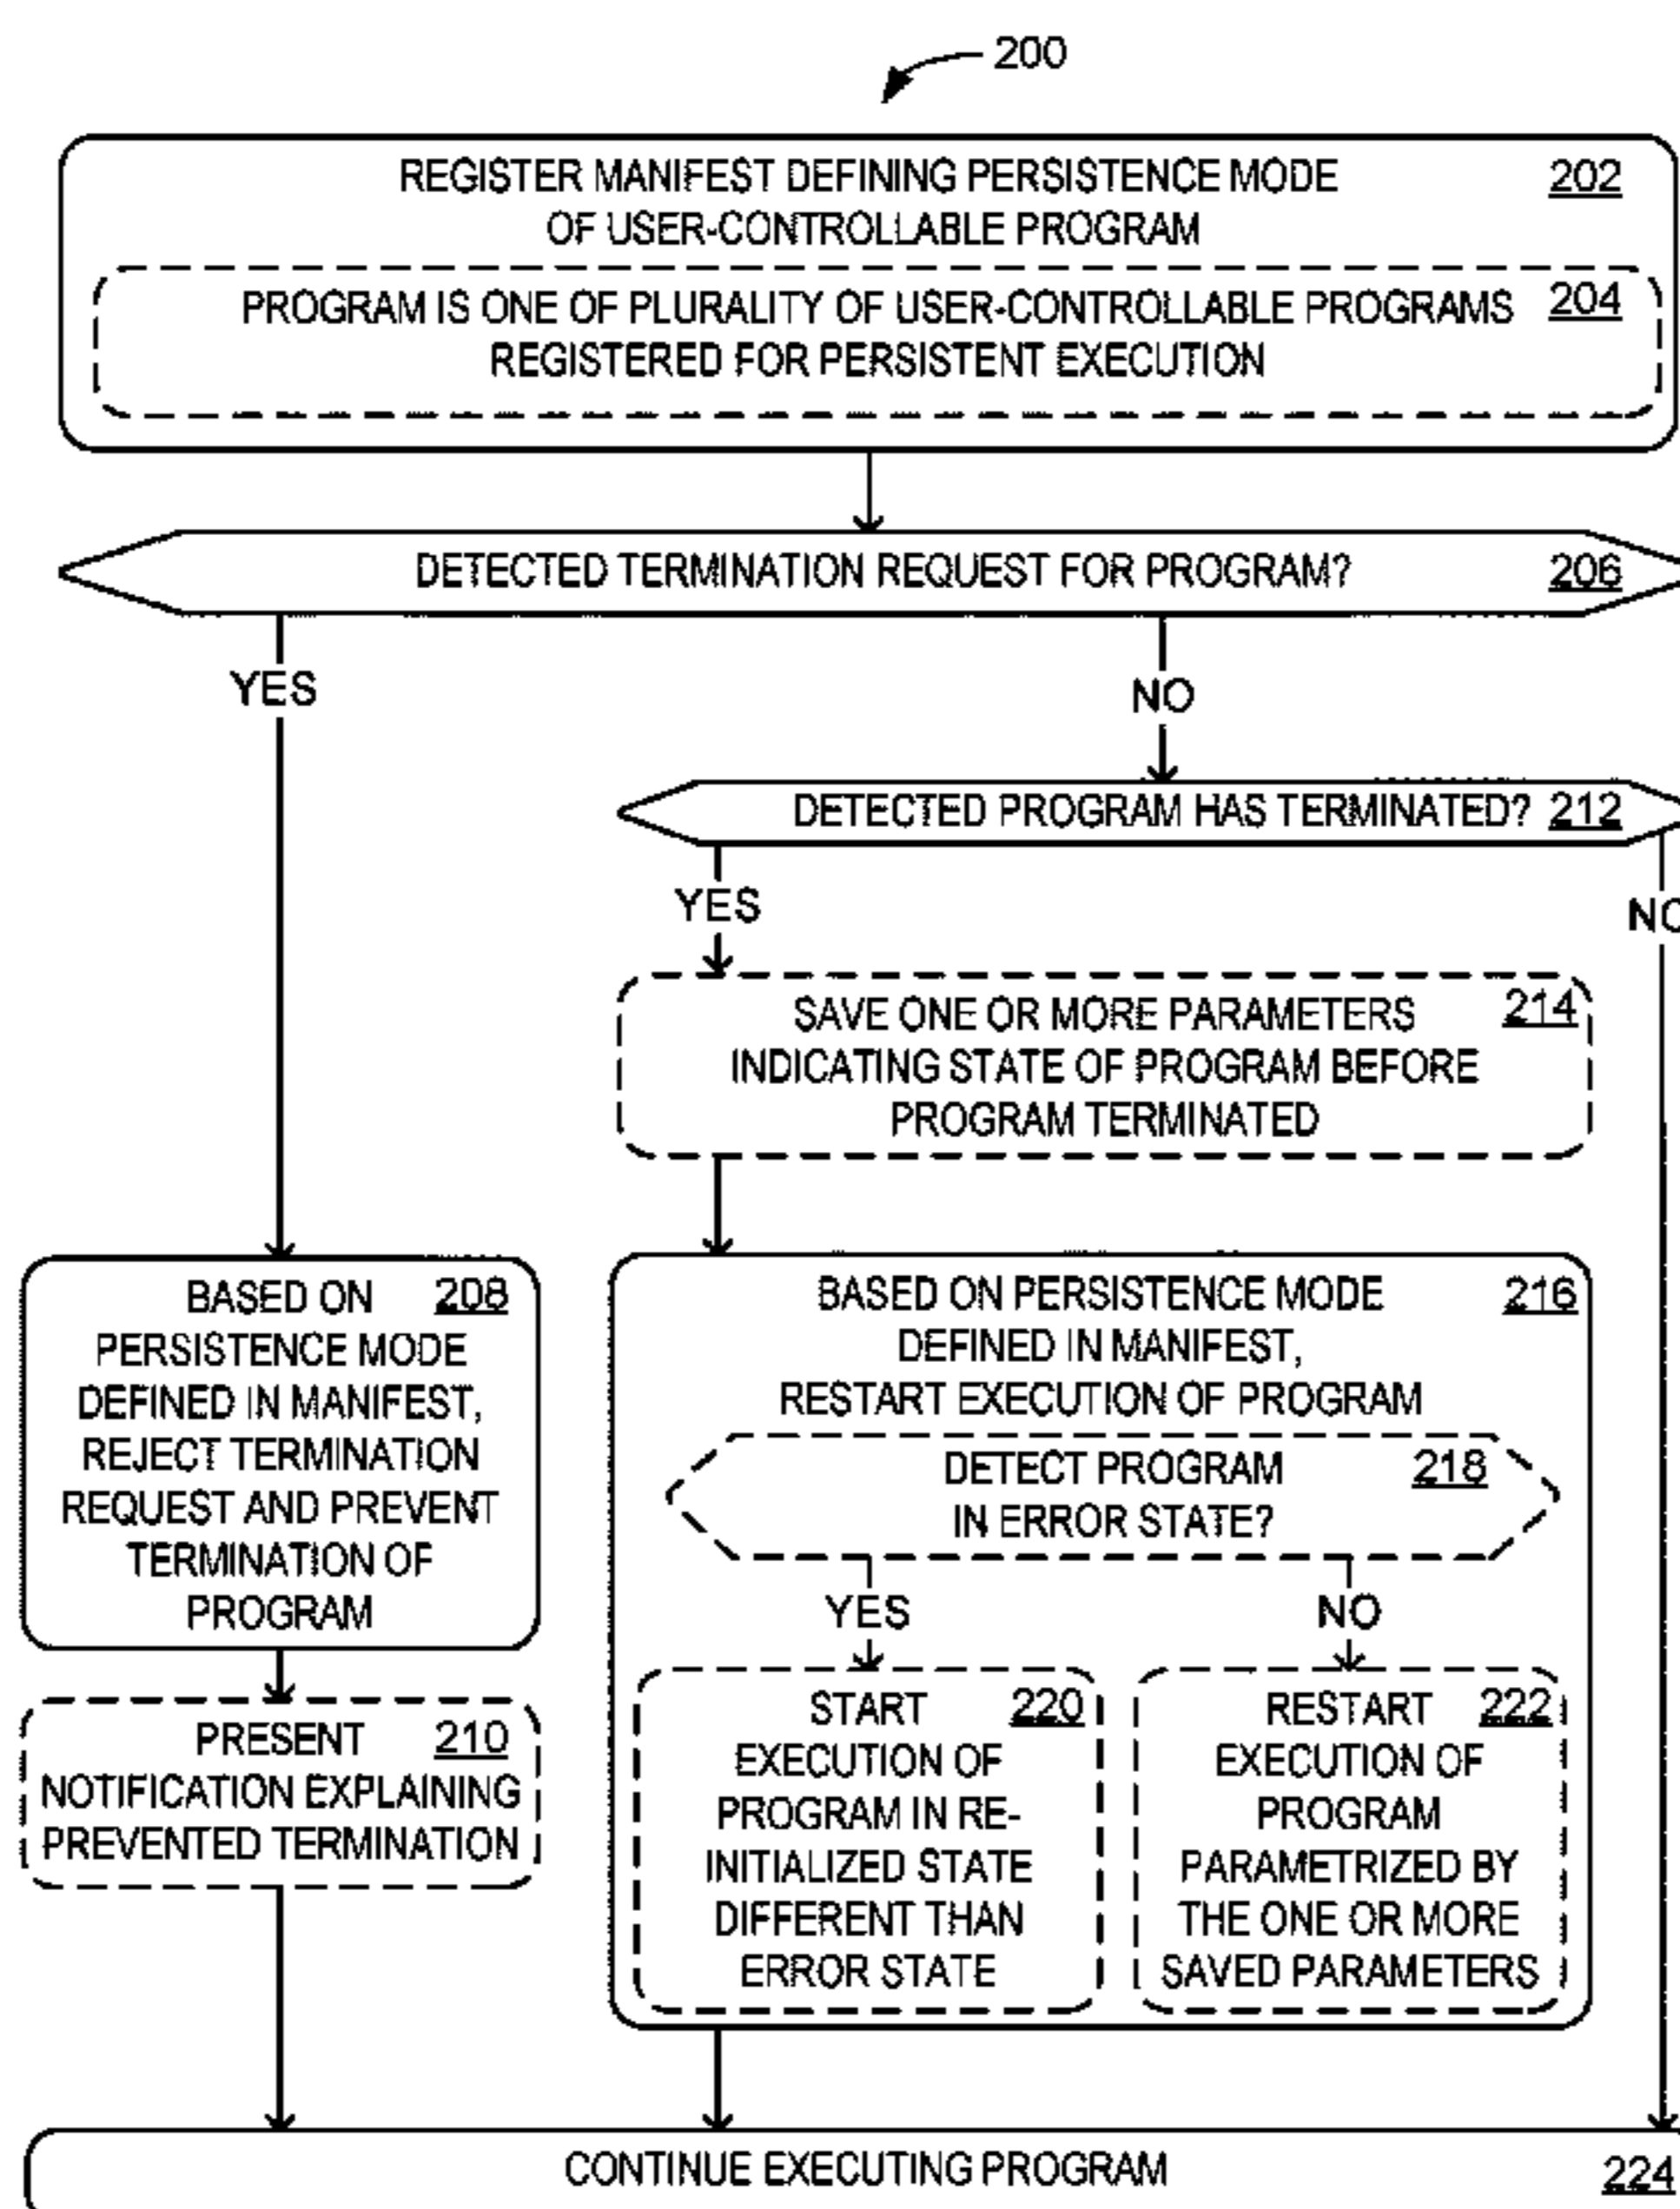 200
REGISTER MANIFEST DEFINING PERSISTENCE MODE 202
OF USER-CONTROLLABLE PROGRAM
PROGRAM IS ONE OF PLURALITY OF USER-CONTROLLABLE PROGRAMS 204
REGISTERED FOR PERSISTENT EXECUTION
DETECTED TERMINATION REQUEST FOR PROGRAM? 206
YES
NO
DETECTED PROGRAM HAS TERMINATED? 212
YES
NO
SAVE ONE OR MORE PARAMETERS 214
INDICATING STATE OF PROGRAM BEFORE
PROGRAM TERMINATED
BASED ON 208
PERSISTENCE MODE
DEFINED IN MANIFEST,
REJECT TERMINATION
REQUEST AND PREVENT
TERMINATION OF
PROGRAM
PRESENT 210
NOTIFICATION EXPLAINING
PREVENTED TERMINATION
BASED ON PERSISTENCE MODE 216
DEFINED IN MANIFEST,
RESTART EXECUTION OF PROGRAM
DETECT PROGRAM 218
IN ERROR STATE?
YES
NO
START 220
EXECUTION OF
PROGRAM IN RE-
INITIALIZED STATE
DIFFERENT THAN
ERROR STATE
RESTART 222
EXECUTION OF
PROGRAM
PARAMETRIZED BY
THE ONE OR MORE
SAVED PARAMETERS
CONTINUE EXECUTING PROGRAM 224